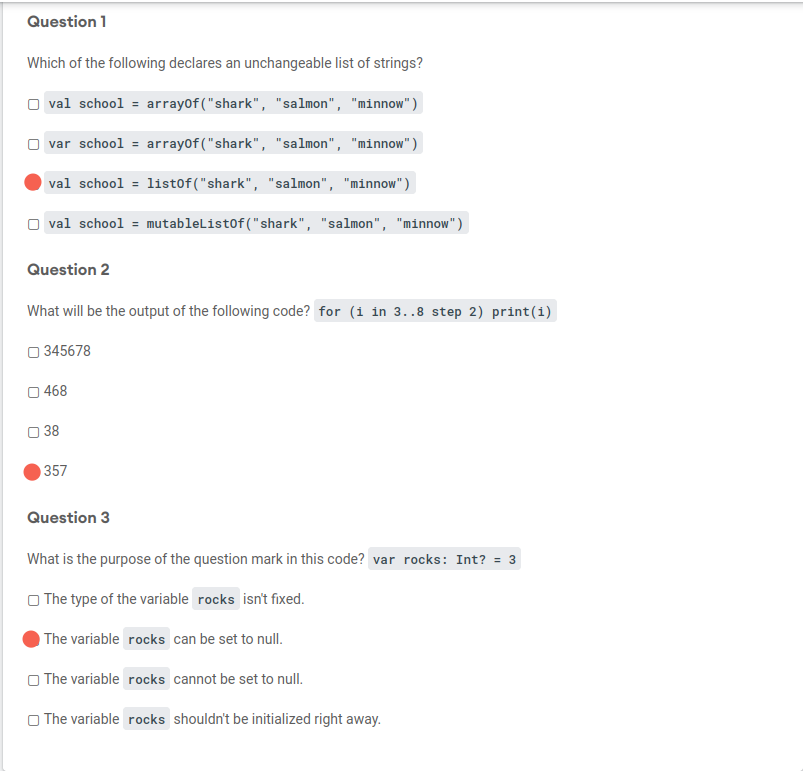 Question 1
Which of the following declares an unchangeable list of strings?
val school = arrayOf("shark", "salmon", "minnow")
var school = arrayOf("shark", "salmon", "minnow")
val school = listOf("shark", "salmon", "minnow")
val school = mutableListOf("shark", "salmon", "minnow")
Question 2
What will be the output of the following code? for (i in 3..8 step 2) print(i)
345678
468
38
357
Question 3
What is the purpose of the question mark in this code? var rocks: Int? = 3
The type of the variable rocks isn't fixed.
The variable rocks can be set to null.
The variable rocks cannot be set to null.
The variable rocks shouldn't be initialized right away.